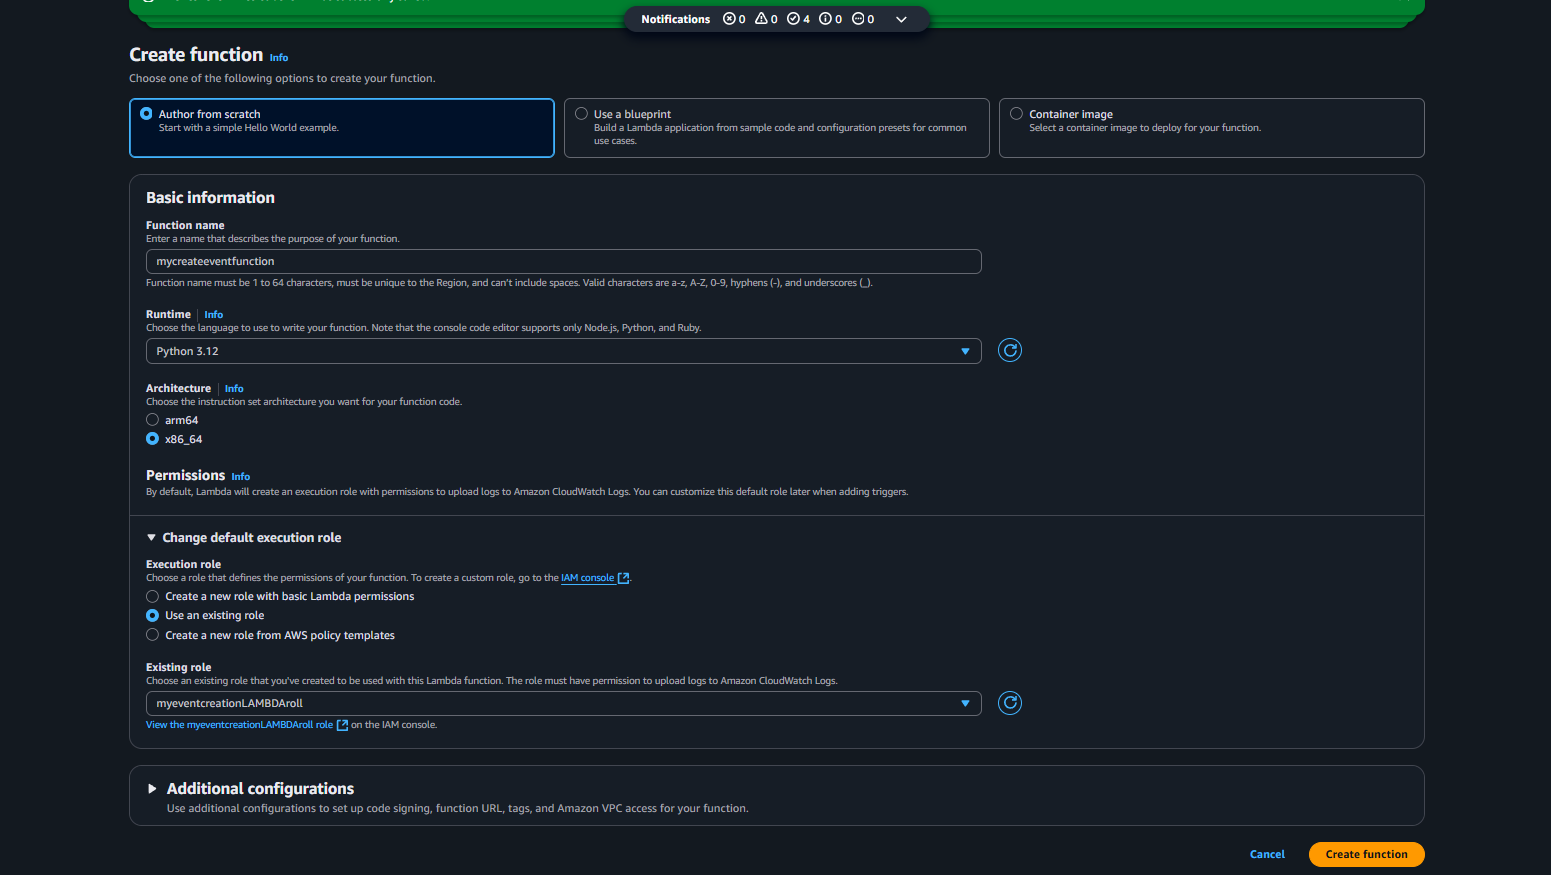 Notifications 0 0 4 0 0
Create function Info
Choose one of the following options to create your function.
Author from scratch
Start with a simple Hello World example.
Use a blueprint
Build a Lambda application from sample code and configuration presets for common
use cases.
Container image
Select a container image to deploy for your function.
Basic information
Function name
Enter a name that describes the purpose of your function.
mycreateeventfunction
Function name must be 1 to 64 characters, must be unique to the Region, and can't include spaces. Valid characters are a-z, A-Z, 0-9, hyphens (-), and underscores (_).
Runtime Info
Choose the language to use to write your function. Note that the console code editor supports only Node.js, Python, and Ruby.
Python 3.12
Architecture Info
Choose the instruction set architecture you want for your function code.
arm64
x86_64
Permissions Info
By default, Lambda will create an execution role with permissions to upload logs to Amazon CloudWatch Logs. You can customize this default role later when adding triggers.
Change default execution role
Execution role
Choose a role that defines the permissions of your function. To create a custom role, go to the IAM console.
Create a new role with basic Lambda permissions
Use an existing role
Create a new role from AWS policy templates
Existing role
Choose an existing role that you've created to be used with this Lambda function. The role must have permission to upload logs to Amazon CloudWatch Logs.
myeventcreationLAMBDAroll
View the myeventcreationLAMBDAroll role on the IAM console.
Additional configurations
Use additional configurations to set up code signing, function URL, tags, and Amazon VPC access for your function.
Cancel
Create function